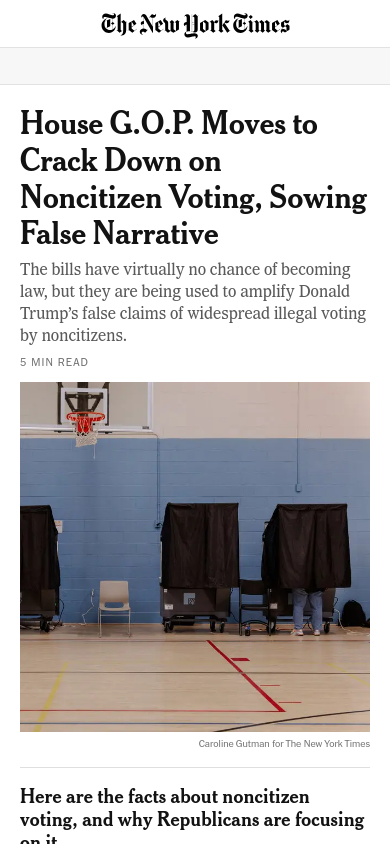 The New York Times
House G.O.P. Moves to
Crack Down on
Noncitizen Voting, Sowing
False Narrative
The bills have virtually no chance of becoming
law, but they are being used to amplify Donald
Trump’s false claims of widespread illegal voting
by noncitizens.
5 MIN READ
Caroline Gutman for The New York Times
Here are the facts about noncitizen
voting, and why Republicans are focusing
on it